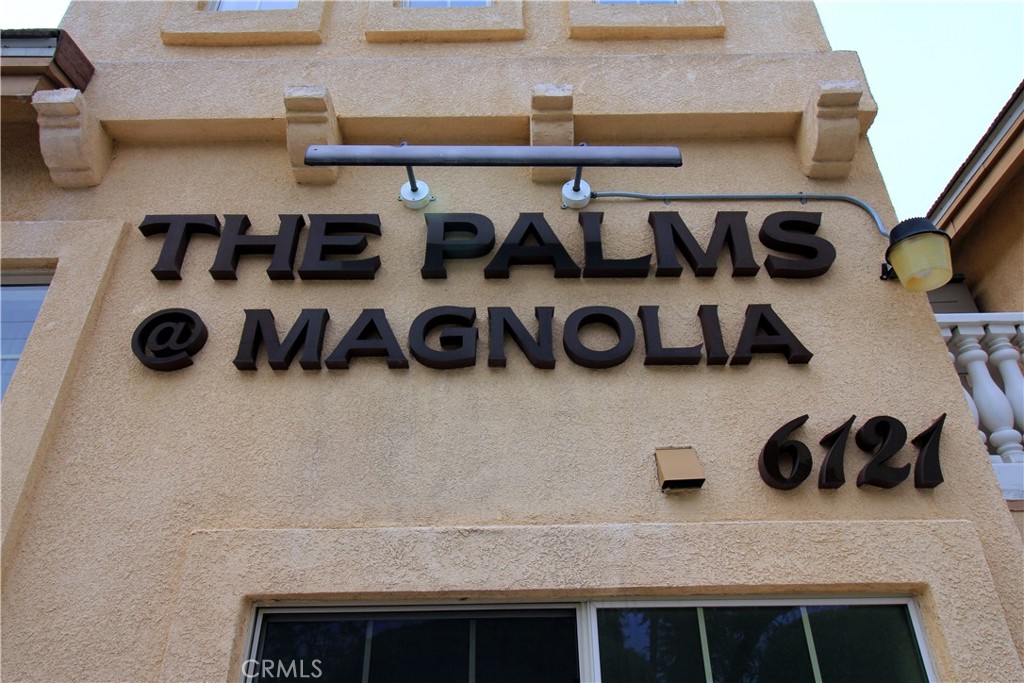 THE PALMS
@ MAGNOLIA
6121
CRMLS